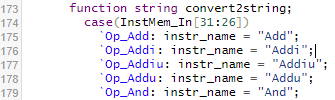 173 function string convert2string;
174 case(InstMem_In[31:26])
175 `Op_Add: instr_name = "Add";
176 `Op_Addi: instr_name = "Addi";
177 `Op_Addiu: instr_name = "Addiu";
178 `Op_Addu: instr_name = "Addu";
179 `Op_And: instr_name = "And";